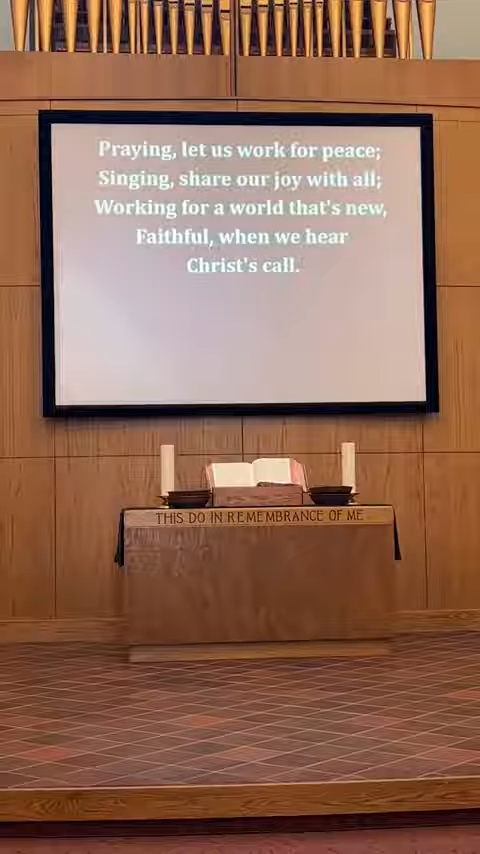 Praying, let us work for peace;
Singing, share our joy with all;
Working for a world that's new,
Faithful, when we hear
Christ's call.
THIS DO IN REMEMBRANCE OF ME